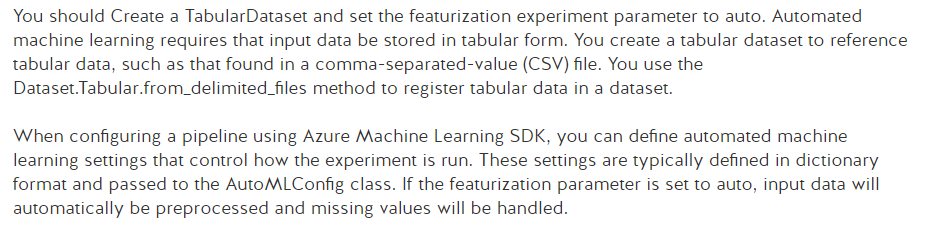 You should Create a TabularDataset and set the featurization experiment parameter to auto. Automated
machine learning requires that input data be stored in tabular form. You create a tabular dataset to reference
tabular data, such as that found in a comma-separated-value (CSV) file. You use the
Dataset.Tabular.from_delimited_files method to register tabular data in a dataset.
When configuring a pipeline using Azure Machine Learning SDK, you can define automated machine
learning settings that control how the experiment is run. These settings are typically defined in dictionary
format and passed to the AutoMLConfig class. If the featurization parameter is set to auto, input data will
automatically be preprocessed and missing values will be handled.